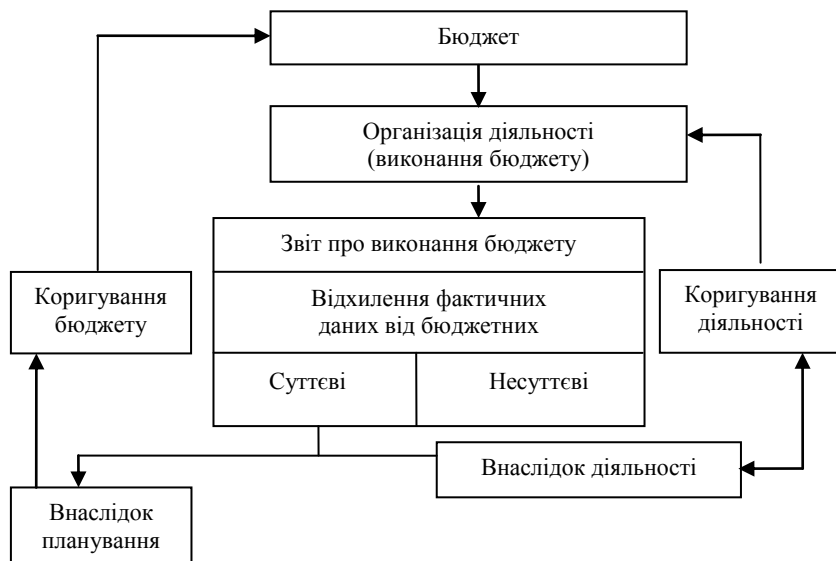 Бюджет
Організація діяльності
(виконання бюджету)
Звіт про виконання бюджету
Відхилення фактичних
даних від бюджетних
Суттєві
Несуттєві
Коригування
бюджету
Коригування
діяльності
Внаслідок діяльності
Внаслідок
планування